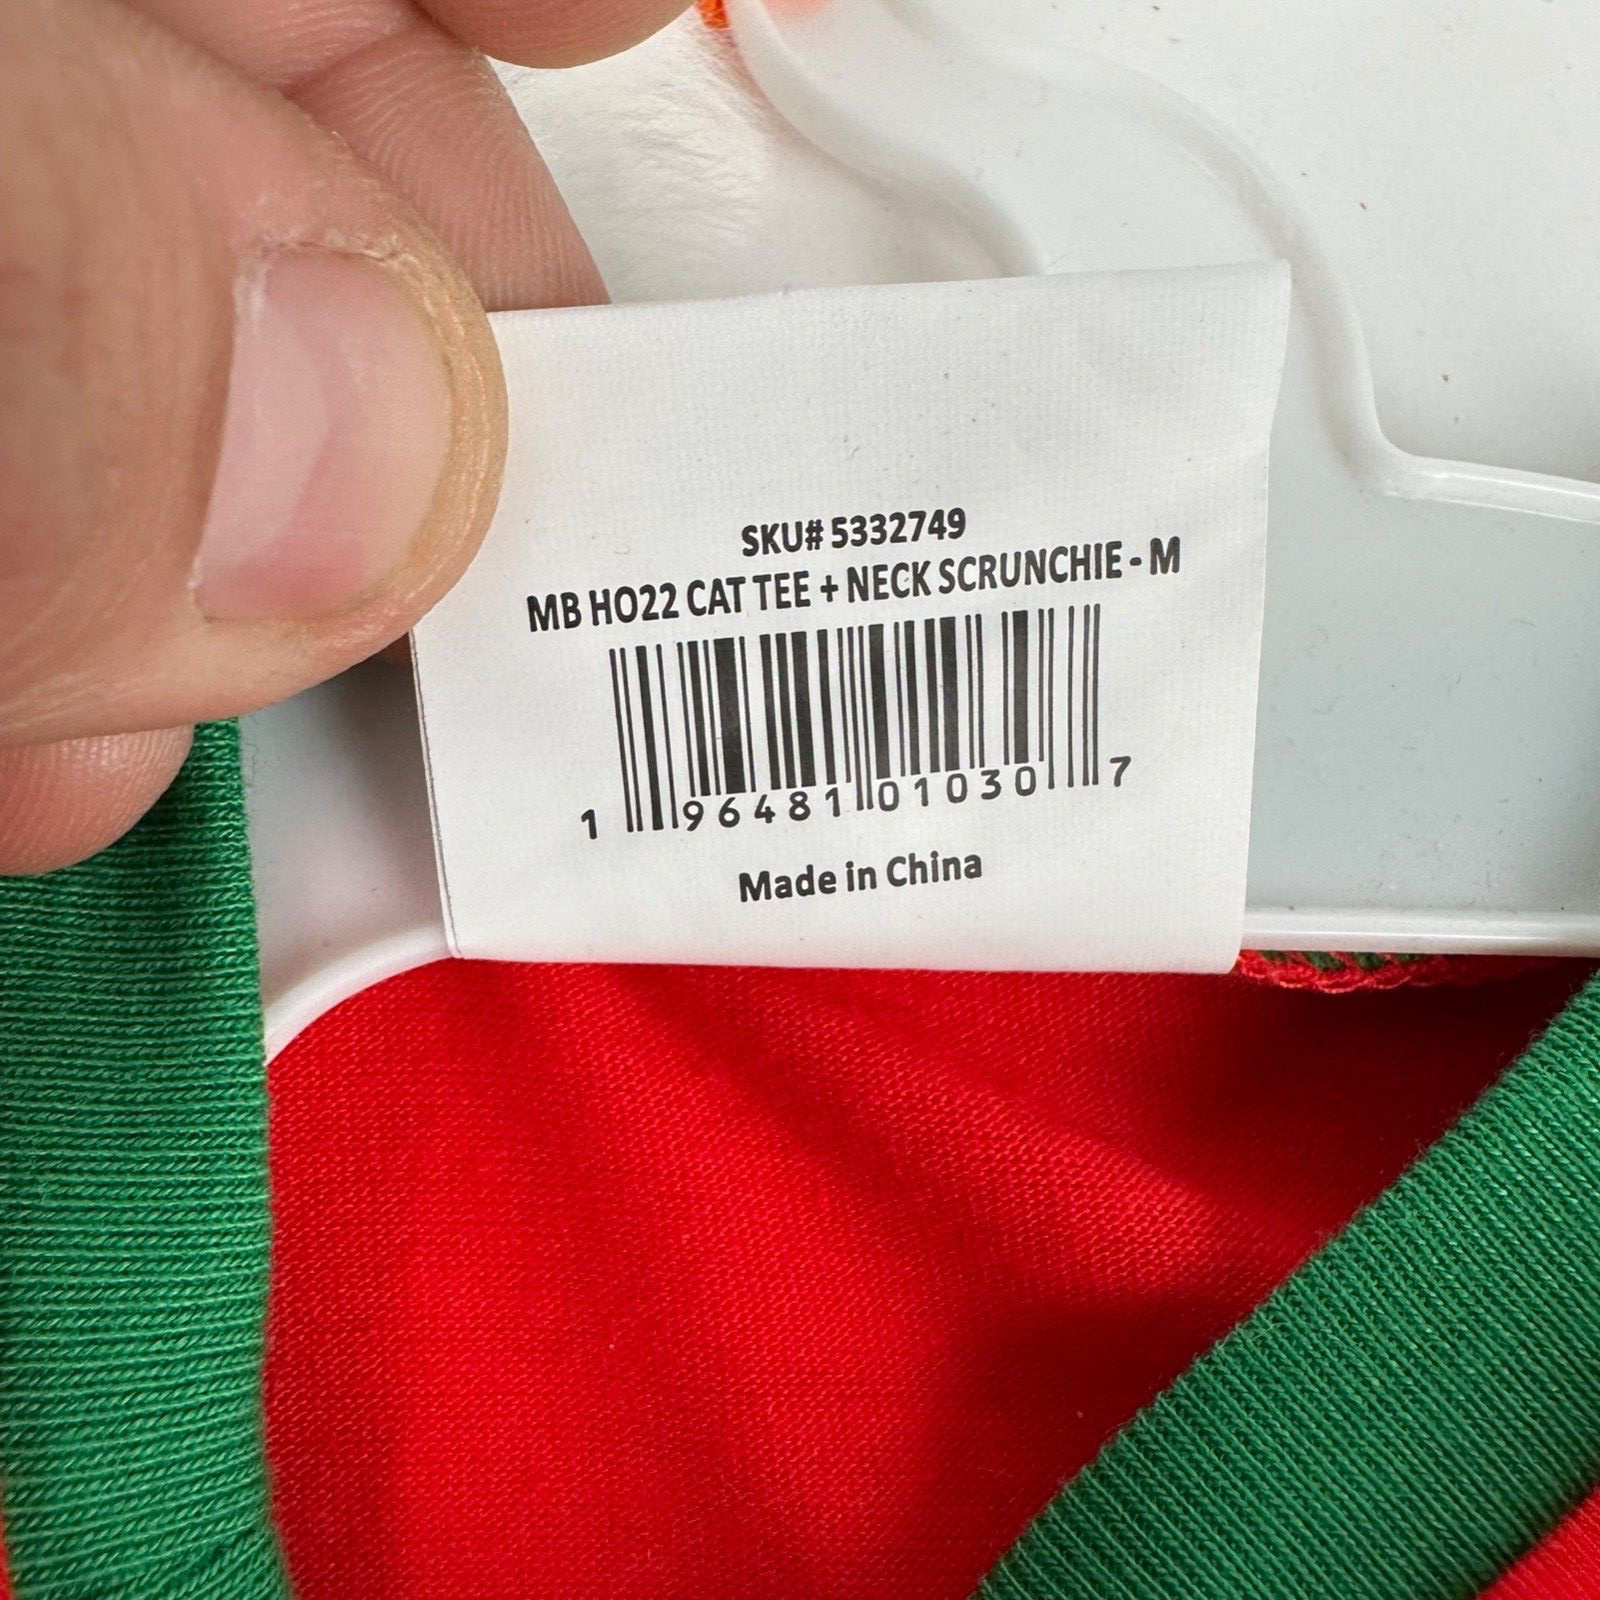 SKU# 5332749
MB HO22 CAT TEE + NECK SCRUNCHIE - M
1 96481 01030 7
Made in China